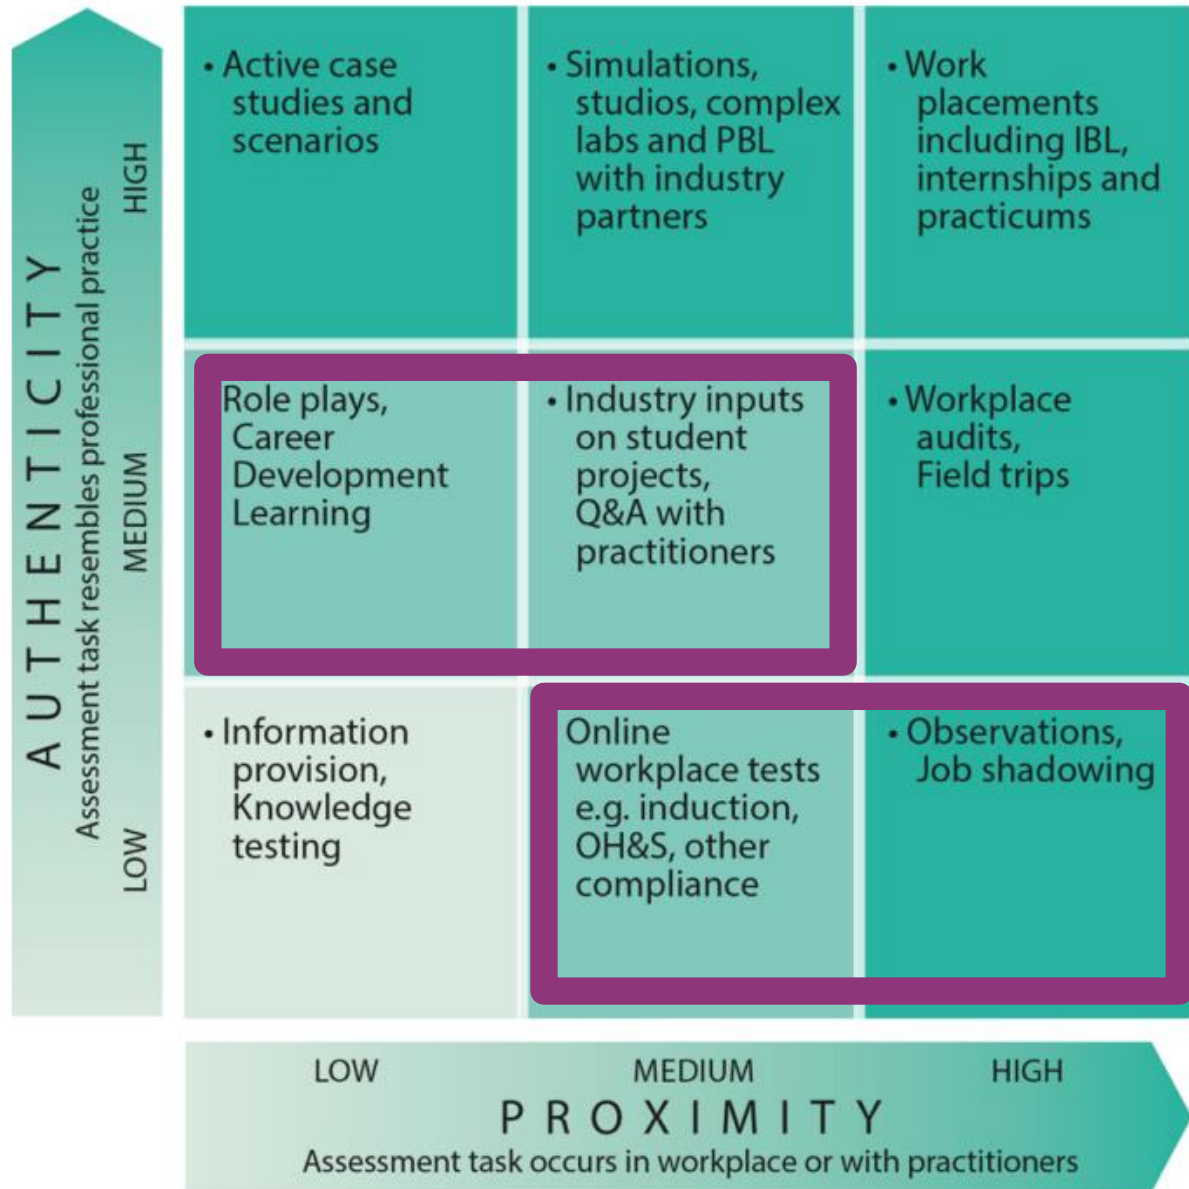 AUTHENTICITY
Assessment task resembles professional practice
HIGH
MEDIUM
LOW
• Active case
studies and
scenarios
• Simulations,
studios, complex
labs and PBL
with industry
partners
• Work
placements
including IBL,
internships and
practicums
Role plays,
Career
Development
Learning
• Industry inputs
on student
projects,
Q&A with
practitioners
• Workplace
audits,
Field trips
• Information
provision,
Knowledge
testing
Online
workplace tests
e.g. induction,
OH&S, other
compliance
• Observations,
Job shadowing
LOW
MEDIUM
HIGH
PROXIMITY
Assessment task occurs in workplace or with practitioners